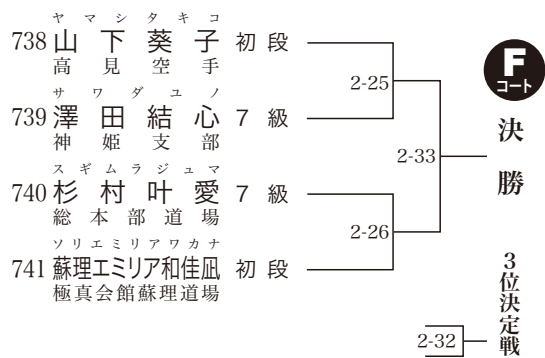 ヤマシタキコ
738 山下葵子 初段
高見空手
サワダユノ
739 澤田結心 7級
神姫支部
スギムラジュマ
740 杉村叶愛 7級
総本部道場
ソリエミリアワカナ
741 蘇理エミリア和佳凪 初段
極真会館蘇理道場
2-25
2-26
2-33
F
コート
決勝
3位決定戦
2-32